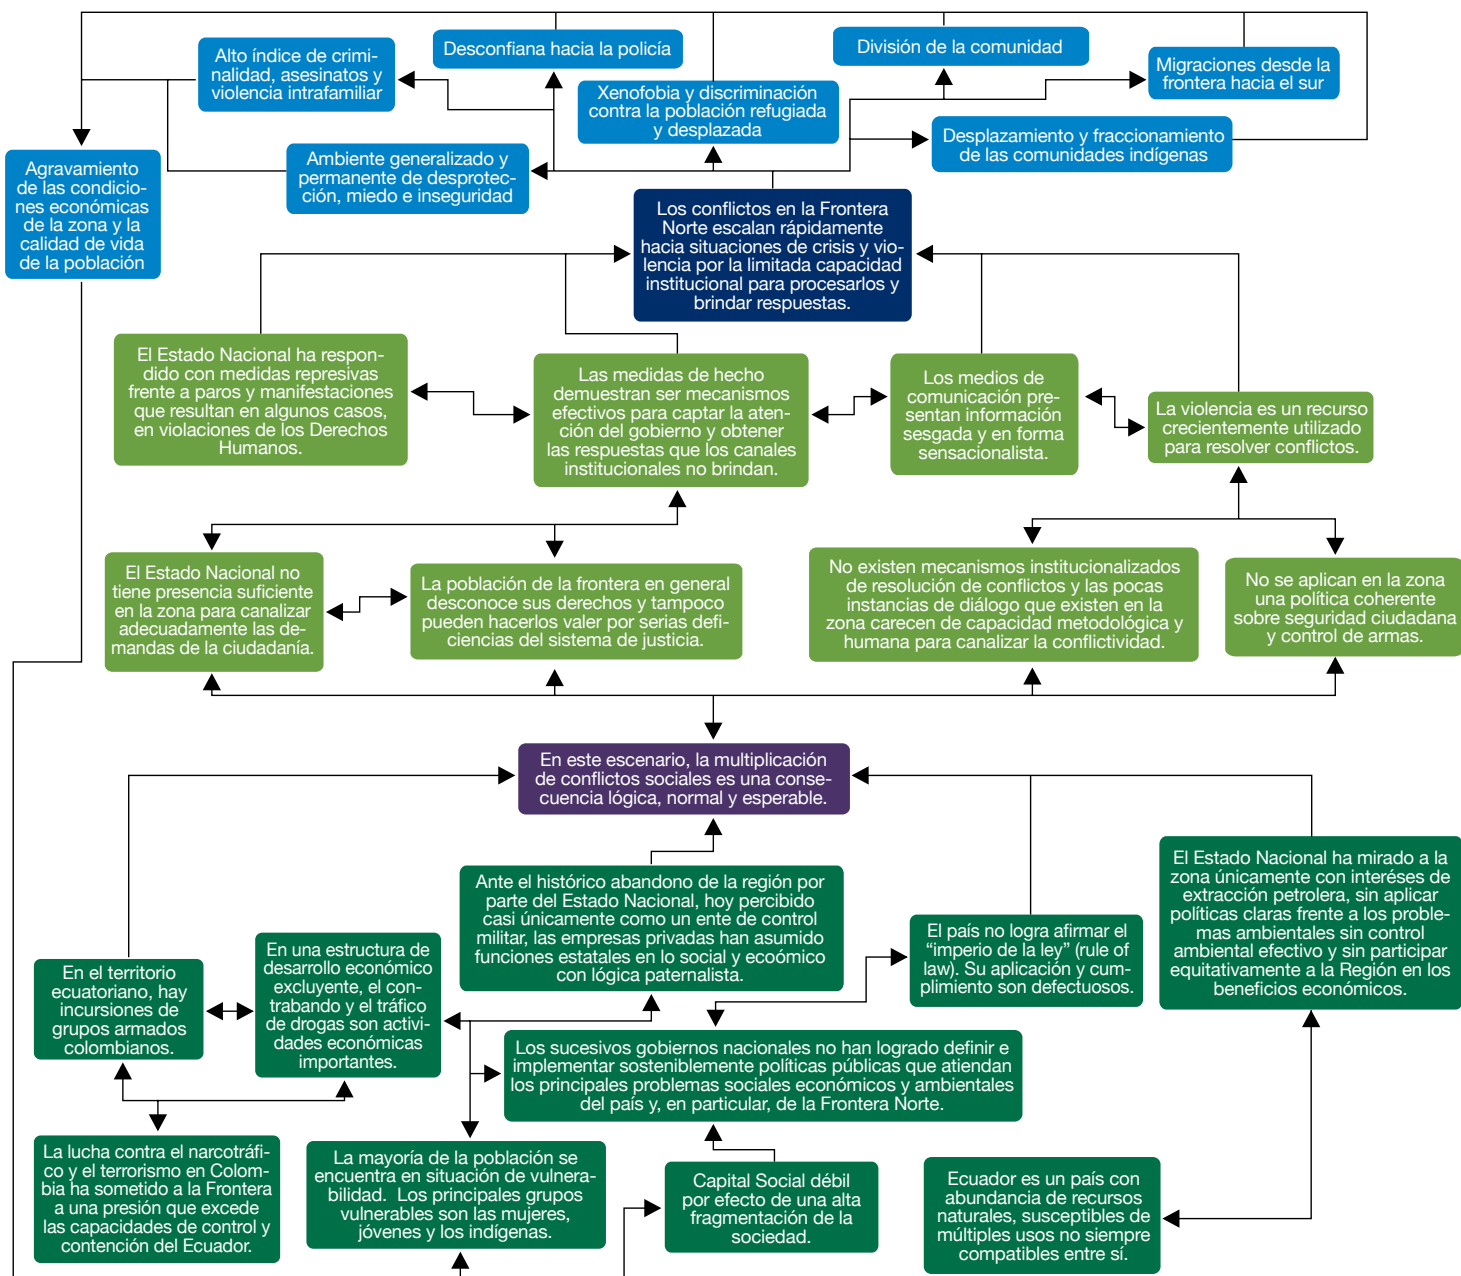 Desconfiana hacia la policía
División de la comunidad
Alto índice de crimi-
nalidad, asesinatos y
violencia intrafamiliar
Migraciones desde la
frontera hacia el sur
Xenofobia y discriminación
contra la población refugiada
y desplazada
Desplazamiento y fraccionamiento
de las comunidades indígenas
Ambiente generalizado y
permanente de desprotec-
ción, miedo e inseguridad
Agravamiento
de las condicio-
nes económicas
de la zona y la
calidad de vida
de la población
Los conflictos en la Frontera
Norte escalan rápidamente
hacia situaciones de crisis y vio-
lencia por la limitada capacidad
institucional para procesarlos y
brindar respuestas.
El Estado Nacional ha respon-
dido con medidas represivas
frente a paros y manifestaciones
que resultan en algunos casos,
en violaciones de los Derechos
Humanos.
Las medidas de hecho
demuestran ser mecanismos
efectivos para captar la aten-
ción del gobierno y obtener
las respuestas que los canales
institucionales no brindan.
Los medios de
comunicación pre-
sentan información
sesgada y en forma
sensacionalista.
La violencia es un recurso
crecientemente utilizado
para resolver conflictos.
El Estado Nacional no
tiene presencia suficiente
en la zona para canalizar
adecuadamente las de-
mandas de la ciudadanía.
La población de la frontera en general
desconoce sus derechos y tampoco
pueden hacerlos valer por serias defi-
ciencias del sistema de justicia.
No existen mecanismos institucionalizados
de resolución de conflictos y las pocas
instancias de diálogo que existen en la
zona carecen de capacidad metodológica y
humana para canalizar la conflictividad.
No se aplican en la zona
una política coherente
sobre seguridad ciudadana
y control de armas.
En este escenario, la multiplicación
de conflictos sociales es una conse-
cuencia lógica, normal y esperable.
Ante el histórico abandono de la región por
parte del Estado Nacional, hoy percibido
casi únicamente como un ente de control
militar, las empresas privadas han asumido
funciones estatales en lo social y ecoómico
con lógica paternalista.
El Estado Nacional ha mirado a la
zona únicamente con interéses de
extracción petrolera, sin aplicar
políticas claras frente a los proble-
mas ambientales sin control
ambiental efectivo y sin participar
equitativamente a la Región en los
beneficios económicos.
El país no logra afirmar el
“imperio de la ley” (rule of
law). Su aplicación y cum-
plimiento son defectuosos.
En una estructura de
desarrollo económico
excluyente, el con-
trabando y el tráfico
de drogas son activi-
dades económicas
importantes.
En el territorio
ecuatoriano, hay
incursiones de
grupos armados
colombianos.
Los sucesivos gobiernos nacionales no han logrado definir e
implementar sosteniblemente políticas públicas que atiendan
los principales problemas sociales económicos y ambientales
del país y, en particular, de la Frontera Norte.
La lucha contra el narcotráfi-
co y el terrorismo en Colom-
bia ha sometido a la Frontera
a una presión que excede
las capacidades de control y
contención del Ecuador.
La mayoría de la población se
encuentra en situación de vulnera-
bilidad. Los principales grupos
vulnerables son las mujeres,
jóvenes y los indígenas.
Capital Social débil
por efecto de una alta
fragmentación de la
sociedad.
Ecuador es un país con
abundancia de recursos
naturales, susceptibles de
múltiples usos no siempre
compatibles entre sí.